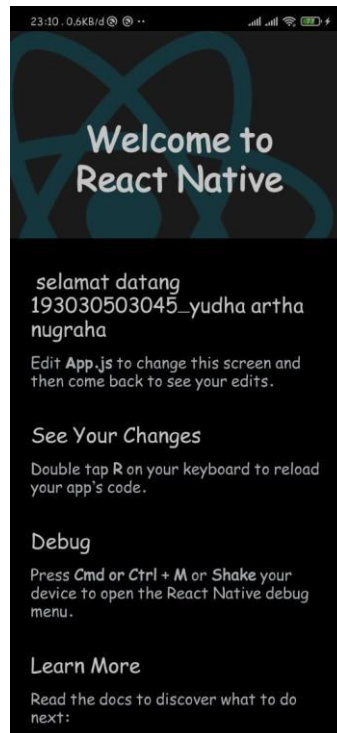 23:10 . 0,6KB/d
Welcome to
React Native
selamat datang
193030503045_yudha artha
nugraha
Edit App.js to change this screen and
then come back to see your edits.
See Your Changes
Double tap R on your keyboard to reload
your app's code.
Debug
Press Cmd or Ctrl + M or Shake your
device to open the React Native debug
menu.
Learn More
Read the docs to discover what to do
next: